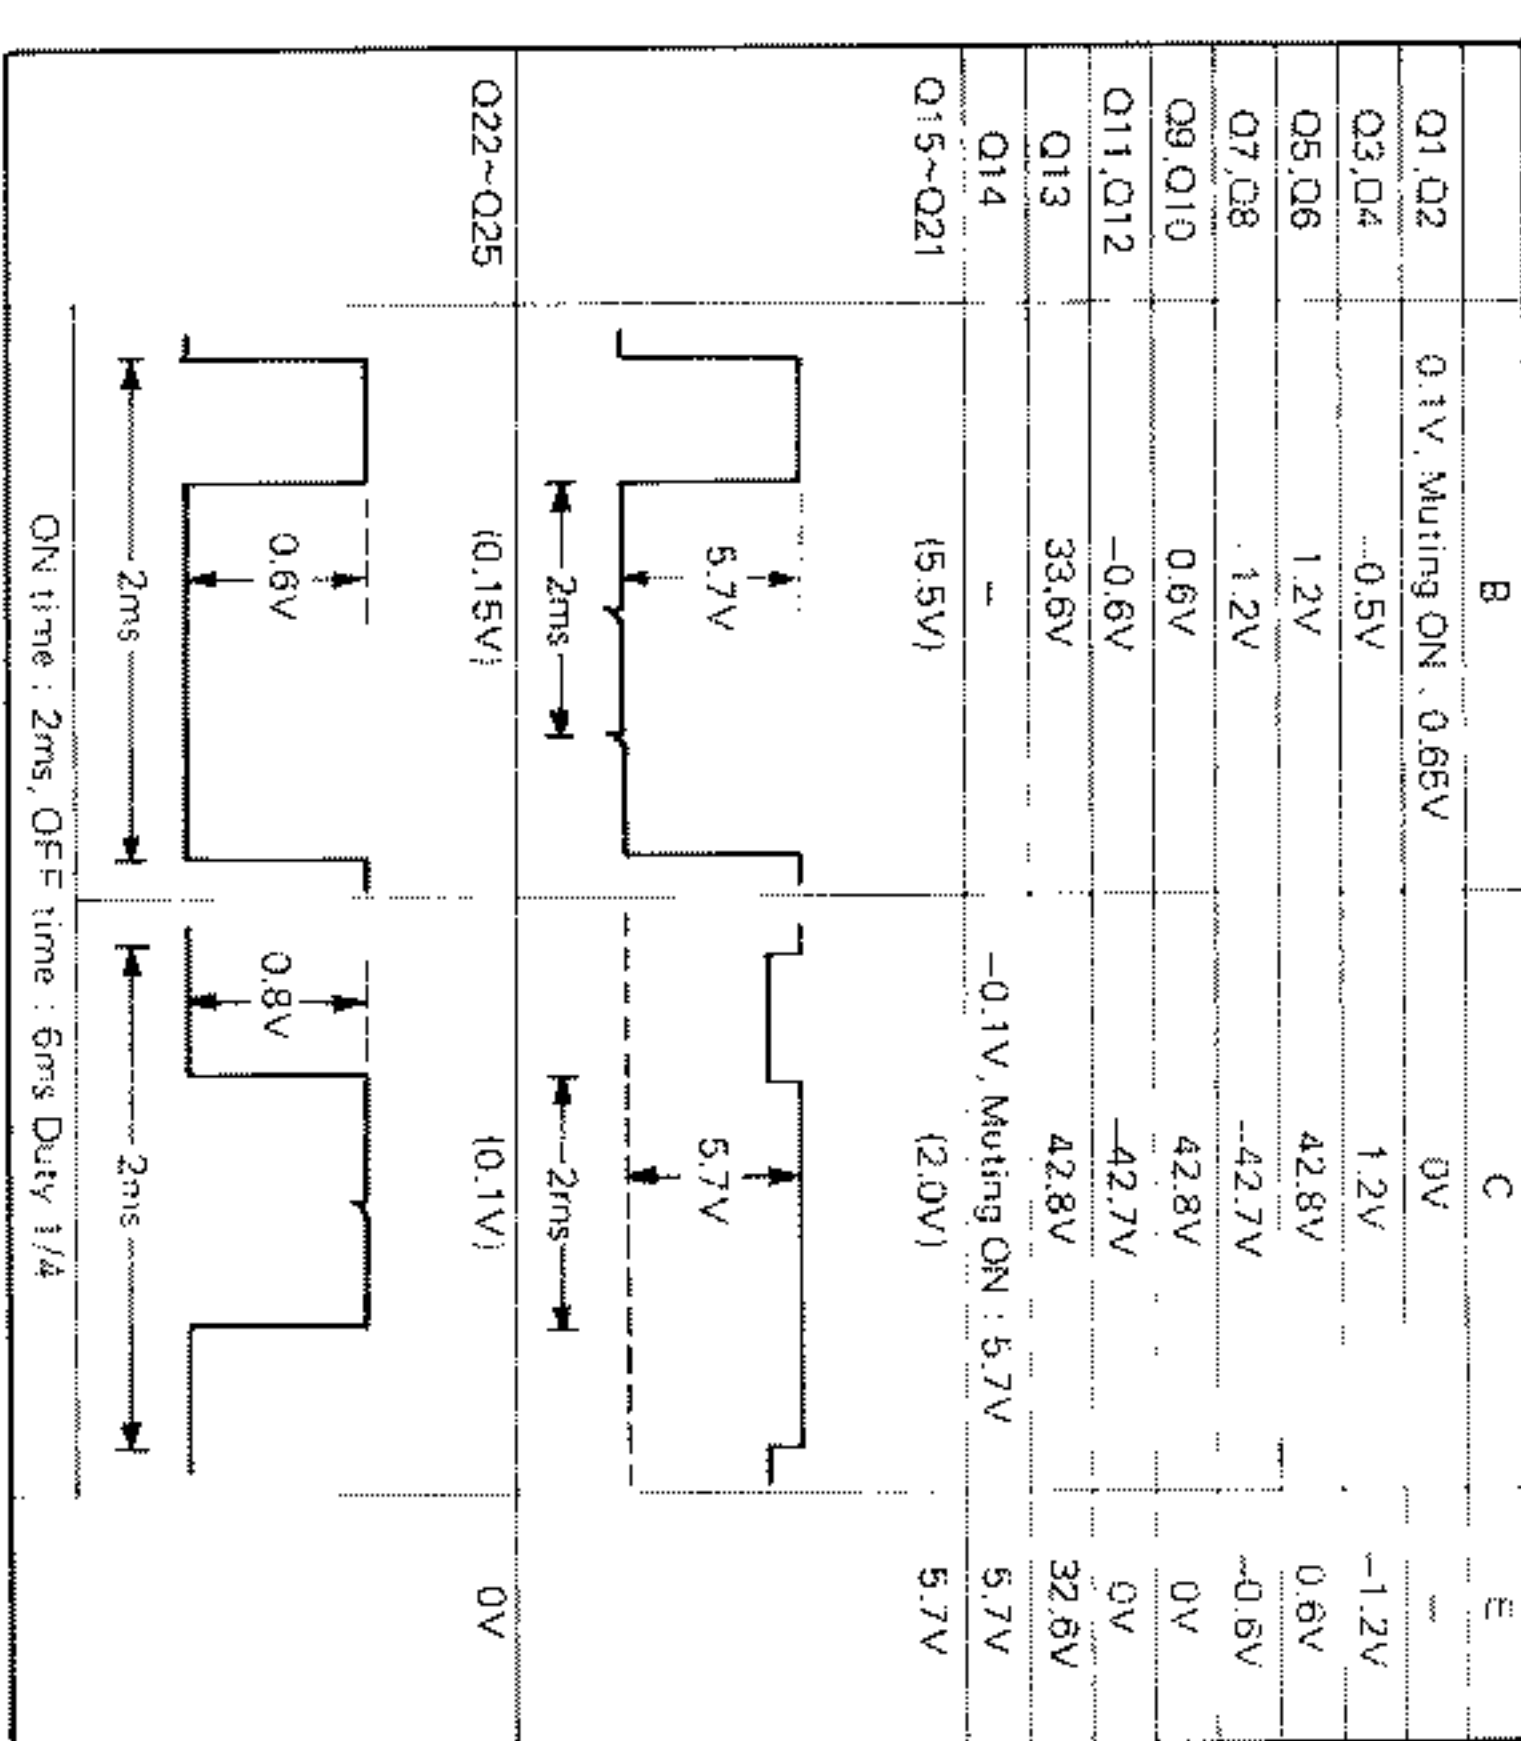 B C E
Q1,Q2 0.1V, Muting ON : 0.65V 0V –
Q3,Q4 –0.5V 1.2V –1.2V
Q5,Q6 1.2V 42.8V 0.6V
Q7,Q8 -1.2V –42.7V –0.6V
Q9,Q10 0.6V 42.8V 0V
Q11,Q12 –0.6V –42.7V 0V
Q13 33.6V 42.8V 32.6V
Q14 – –0.1V, Muting ON : 5.7V 5.7V
Q15~Q21 (5.5V) (2.0V) 5.7V
5.7V 5.7V
2ms 2ms
Q22~Q25 (0.15V) (0.1V) 0V
0.6V 0.8V
2ms 2ms
ON time : 2ms, OFF time : 6ms Duty 1/4